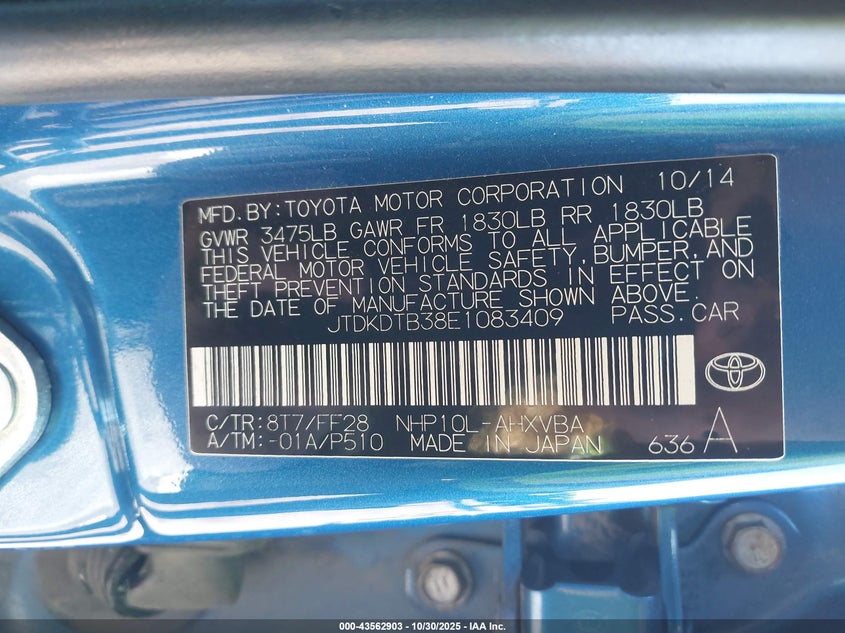 MFD. BY: TOYOTA MOTOR CORPORATION 10/14
GVWR 3475LB GAWR FR 1830LB RR 1830LB
THIS VEHICLE CONFORMS TO ALL APPLICABLE
FEDERAL MOTOR VEHICLE SAFETY, BUMPER, AND
THEFT PREVENTION STANDARDS IN EFFECT ON
THE DATE OF MANUFACTURE SHOWN ABOVE.
JTDKDTB38E1083409 PASS.CAR
C/TR: 8T7/FF28 NHP10L-AHXVBA
A/TM: -01A/P510 MADE IN JAPAN 636 A
000-43562903 - 10/30/2025 - IAA Inc.